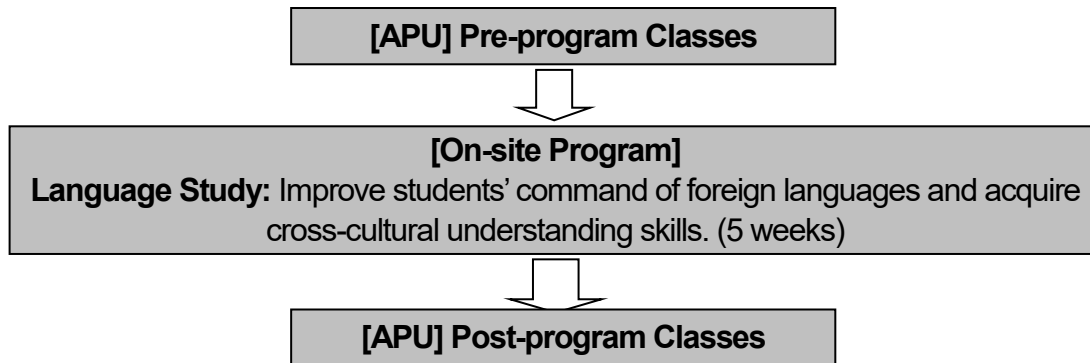 [APU] Pre-program Classes
[On-site Program]
Language Study: Improve students’ command of foreign languages and acquire
cross-cultural understanding skills. (5 weeks)
[APU] Post-program Classes